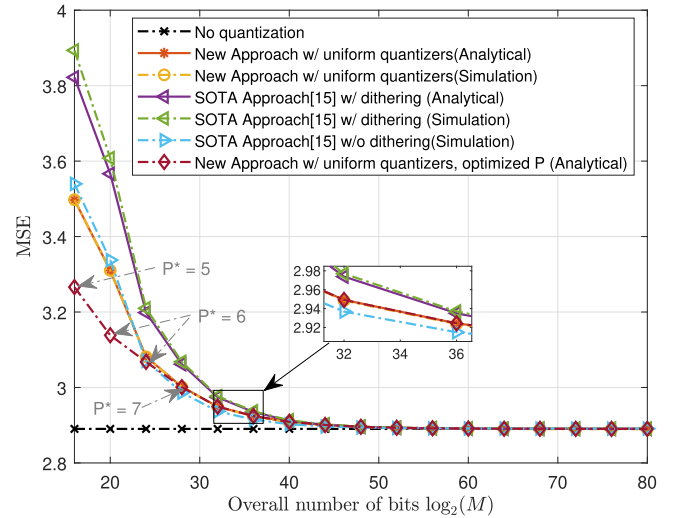 4
No quantization
New Approach w/ uniform quantizers(Analytical)
3.8
New Approach w/ uniform quantizers(Simulation)
SOTA Approach[15] w/ dithering (Analytical)
SOTA Approach[15] w/ dithering (Simulation)
3.6
SOTA Approach[15] w/o dithering(Simulation)
New Approach w/ uniform quantizers, optimized P (Analytical)
3.4
MSE
P* = 5
2.98
2.96
2.94
2.92
32 34 36
3.2
P* = 6
3
P* = 7
2.8
20 30 40 50 60 70 80
Overall number of bits log₂(M)